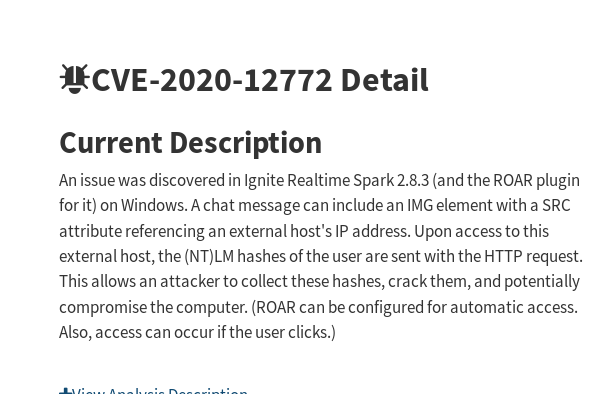 CVE-2020-12772 Detail
Current Description
An issue was discovered in Ignite Realtime Spark 2.8.3 (and the ROAR plugin
for it) on Windows. A chat message can include an IMG element with a SRC
attribute referencing an external host's IP address. Upon access to this
external host, the (NT)LM hashes of the user are sent with the HTTP request.
This allows an attacker to collect these hashes, crack them, and potentially
compromise the computer. (ROAR can be configured for automatic access.
Also, access can occur if the user clicks.)
View Analysis Description